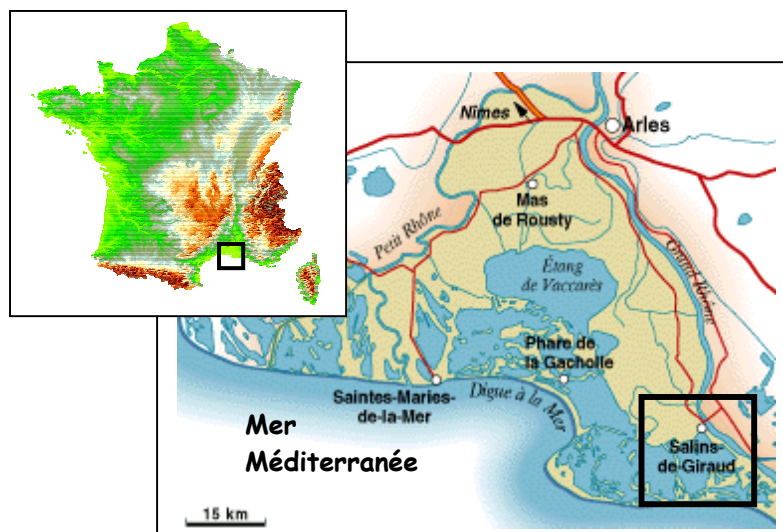 Nîmes
Arles
Mas
de Rousty
Petit Rhône
Grand Rhône
Étang
de Vaccarès
Phare de
la Gacholle
Saintes-Maries-
de-la-Mer
Digue à la Mer
Salins-
de-Giraud
Mer
Méditerranée
15 km